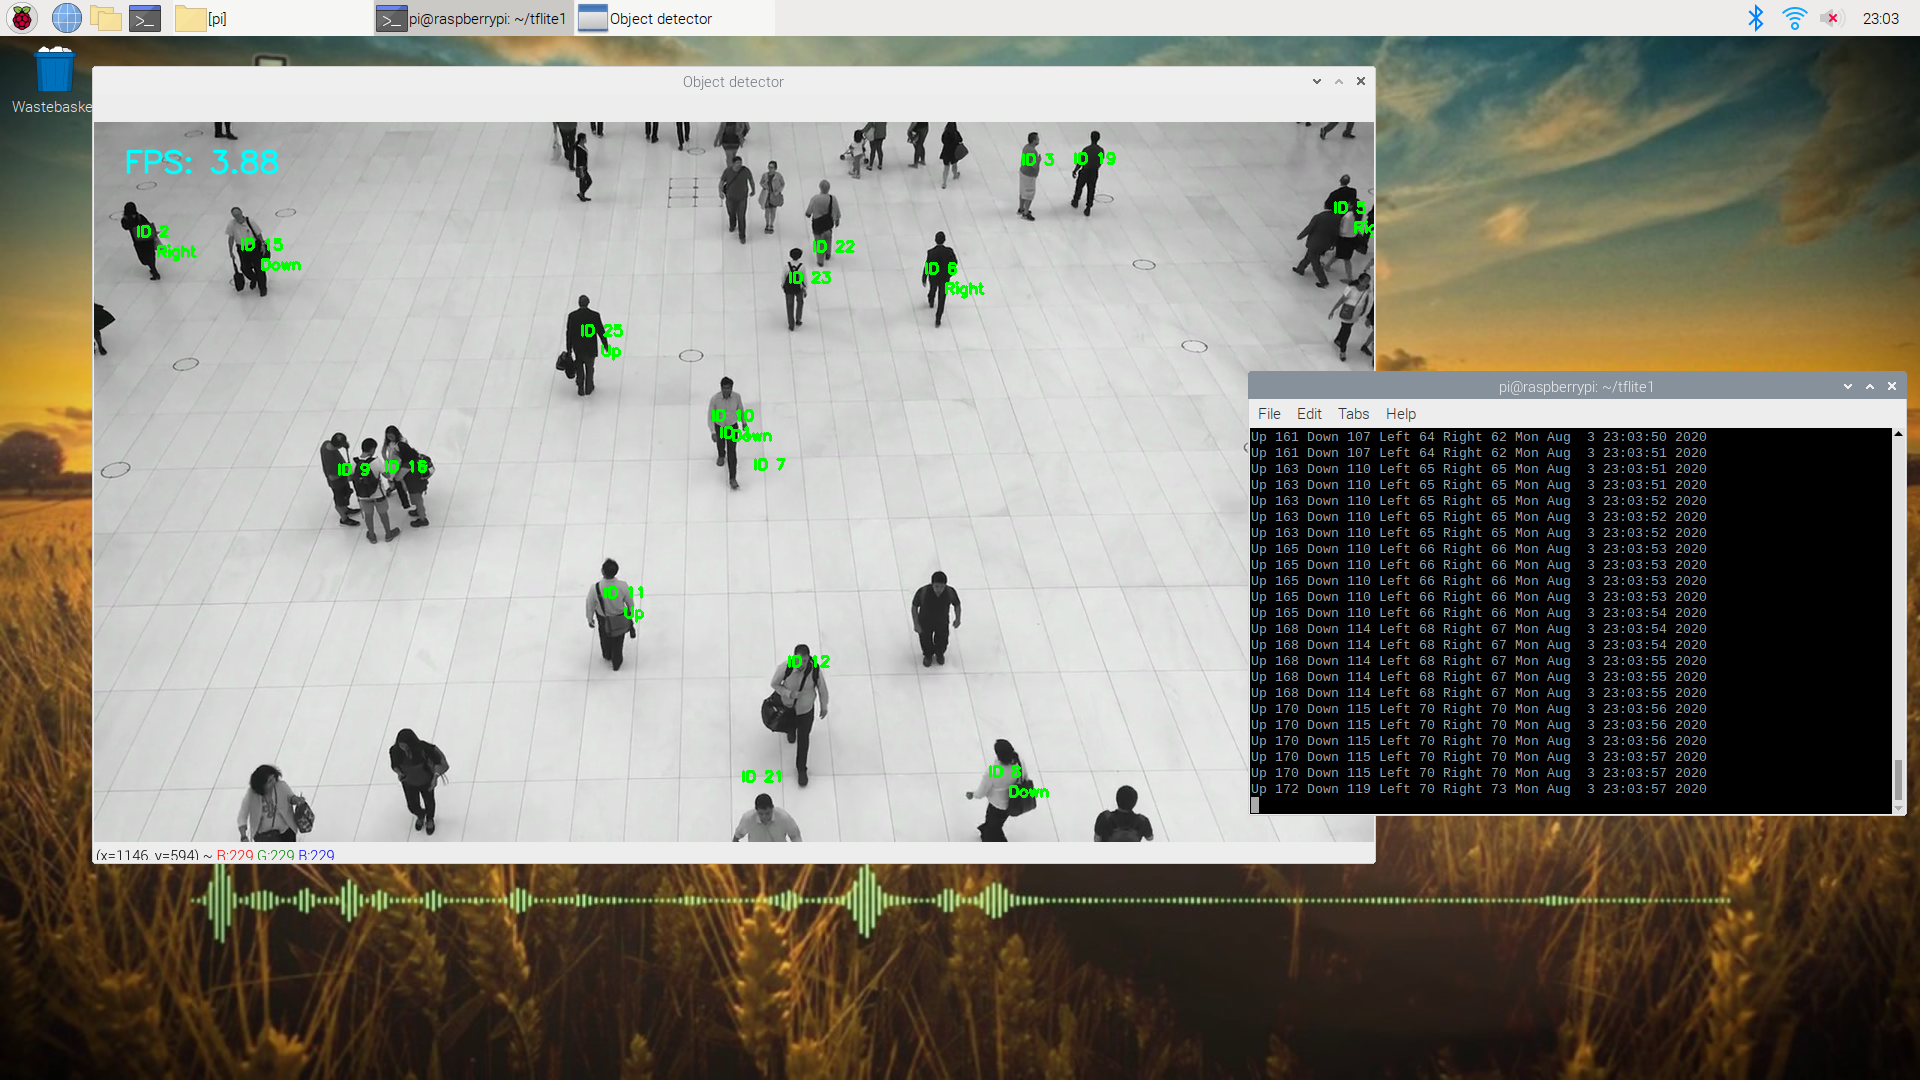 [pi]
pi@raspberrypi: ~/tflite1
Object detector
23:03
Wastebaske
Object detector
FPS: 3.88
ID 3
ID 19
ID 2
Right
ID 15
Down
ID 5
Ric
ID 22
ID 23
ID 6
Right
ID 25
Up
ID 10
Down
ID 7
ID 9
ID 16
ID 11
Up
ID 12
ID 21
ID 8
Down
(x=1146, y=594) ~ R:229 G:229 B:229
pi@raspberrypi: ~/tflite1
File Edit Tabs Help
Up 161 Down 107 Left 64 Right 62 Mon Aug  3 23:03:50 2020
Up 161 Down 107 Left 64 Right 62 Mon Aug  3 23:03:51 2020
Up 163 Down 110 Left 65 Right 65 Mon Aug  3 23:03:51 2020
Up 163 Down 110 Left 65 Right 65 Mon Aug  3 23:03:51 2020
Up 163 Down 110 Left 65 Right 65 Mon Aug  3 23:03:52 2020
Up 163 Down 110 Left 65 Right 65 Mon Aug  3 23:03:52 2020
Up 163 Down 110 Left 65 Right 65 Mon Aug  3 23:03:52 2020
Up 165 Down 110 Left 66 Right 66 Mon Aug  3 23:03:53 2020
Up 165 Down 110 Left 66 Right 66 Mon Aug  3 23:03:53 2020
Up 165 Down 110 Left 66 Right 66 Mon Aug  3 23:03:53 2020
Up 165 Down 110 Left 66 Right 66 Mon Aug  3 23:03:53 2020
Up 165 Down 110 Left 66 Right 66 Mon Aug  3 23:03:54 2020
Up 168 Down 114 Left 68 Right 67 Mon Aug  3 23:03:54 2020
Up 168 Down 114 Left 68 Right 67 Mon Aug  3 23:03:54 2020
Up 168 Down 114 Left 68 Right 67 Mon Aug  3 23:03:55 2020
Up 168 Down 114 Left 68 Right 67 Mon Aug  3 23:03:55 2020
Up 168 Down 114 Left 68 Right 67 Mon Aug  3 23:03:55 2020
Up 170 Down 115 Left 70 Right 70 Mon Aug  3 23:03:56 2020
Up 170 Down 115 Left 70 Right 70 Mon Aug  3 23:03:56 2020
Up 170 Down 115 Left 70 Right 70 Mon Aug  3 23:03:56 2020
Up 170 Down 115 Left 70 Right 70 Mon Aug  3 23:03:57 2020
Up 170 Down 115 Left 70 Right 70 Mon Aug  3 23:03:57 2020
Up 172 Down 119 Left 70 Right 73 Mon Aug  3 23:03:57 2020